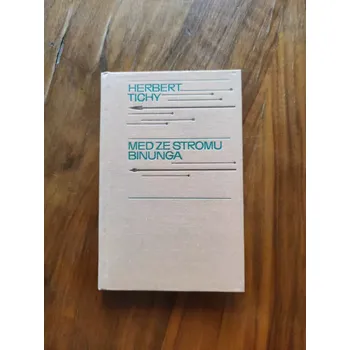 HERBERT
TICHY
MED ZE STROMU
BINUNGA